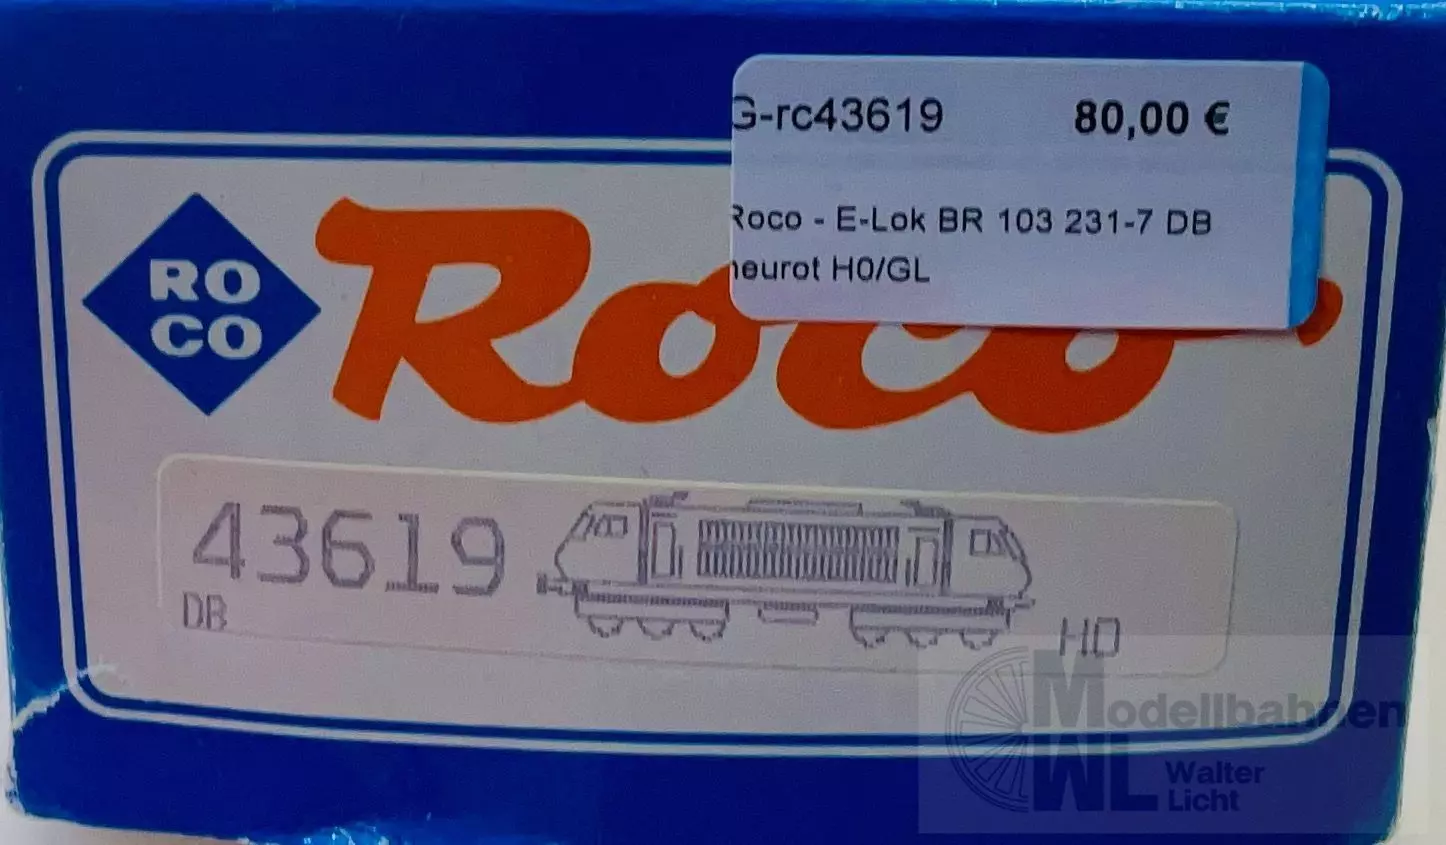 G-rc43619 80,00 €
Roco - E-Lok BR 103 231-7 DB
neurot H0/GL
RO
CO
Roco
43619
DB
H0
Modellbahnen
WL Walter
Licht